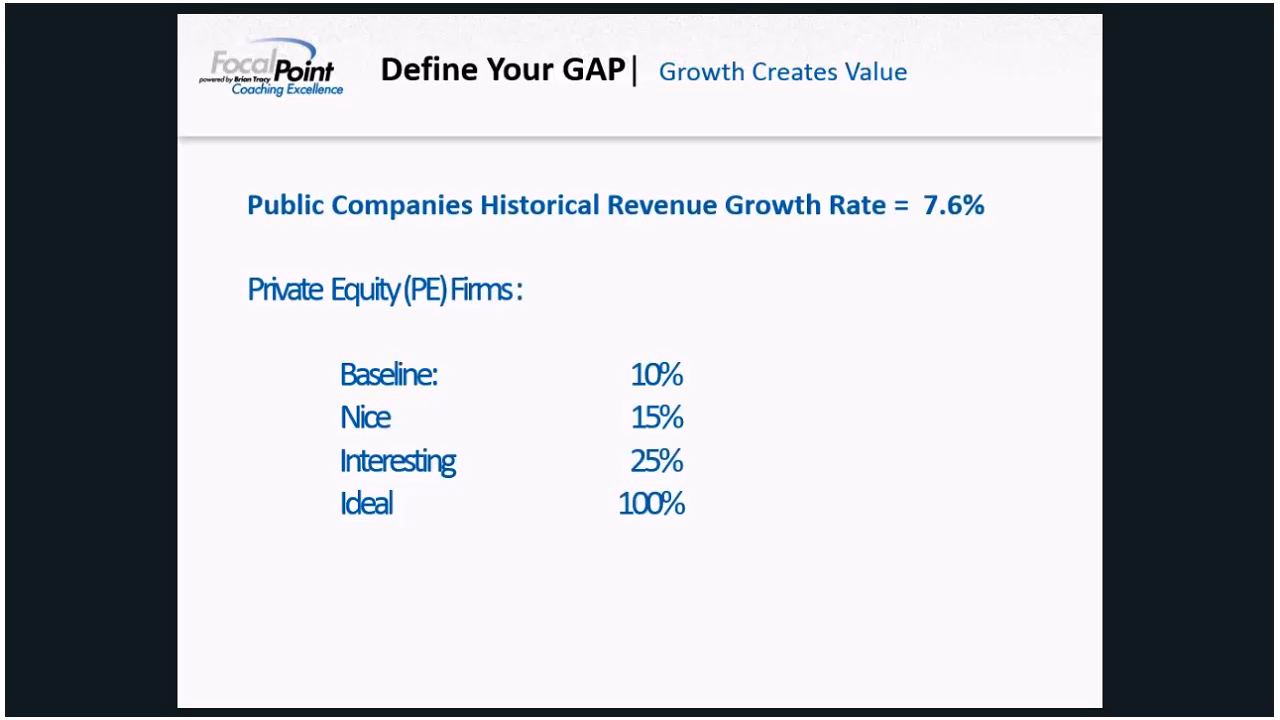 FocalPoint
powered by Brian Tracy
Coaching Excellence
Define Your GAP| Growth Creates Value
Public Companies Historical Revenue Growth Rate = 7.6%
Private Equity (PE) Firms :
Baseline: 10%
Nice 15%
Interesting 25%
Ideal 100%